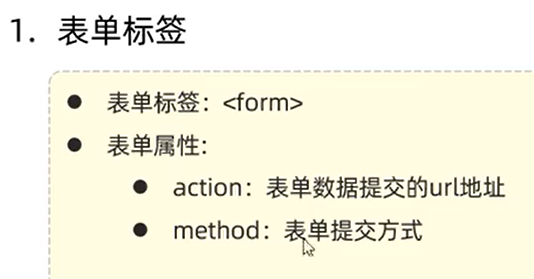 1. 表单标签
● 表单标签：<form>
● 表单属性:
● action：表单数据提交的url地址
● method：表单提交方式